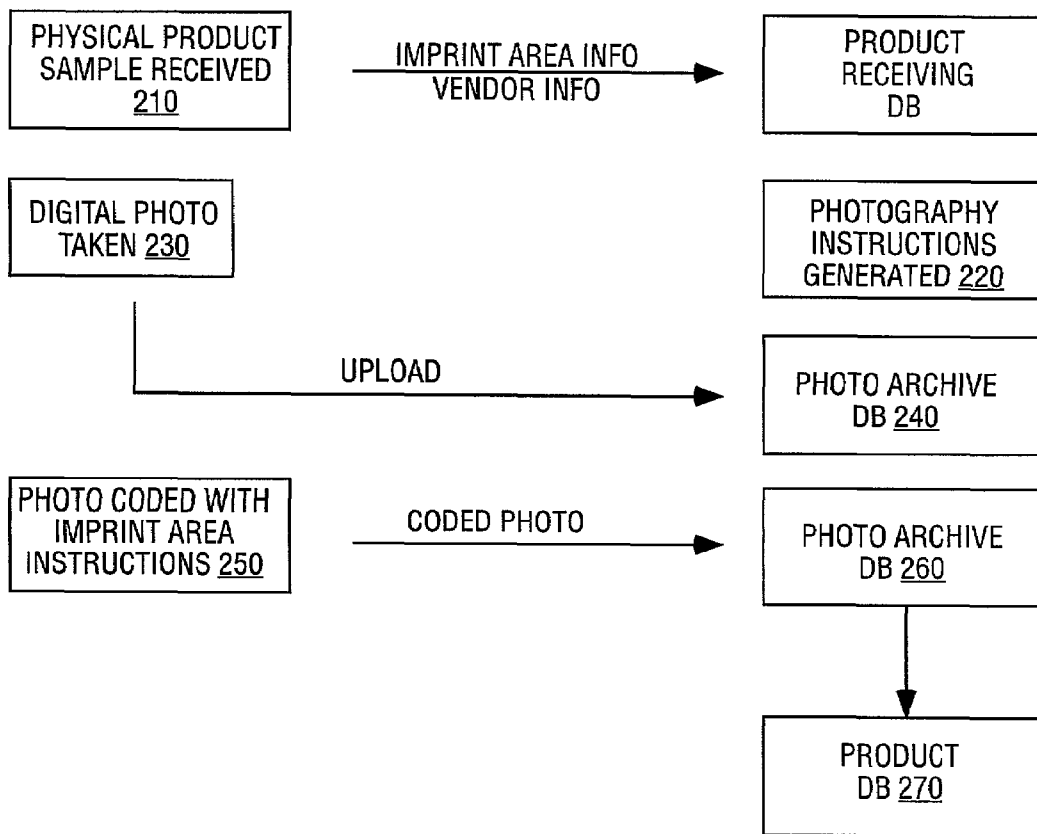 PHYSICAL PRODUCT
SAMPLE RECEIVED
210
IMPRINT AREA INFO
VENDOR INFO
PRODUCT
RECEIVING
DB
DIGITAL PHOTO
TAKEN 230
PHOTOGRAPHY
INSTRUCTIONS
GENERATED 220
UPLOAD
PHOTO ARCHIVE
DB 240
PHOTO CODED WITH
IMPRINT AREA
INSTRUCTIONS 250
CODED PHOTO
PHOTO ARCHIVE
DB 260
PRODUCT
DB 270